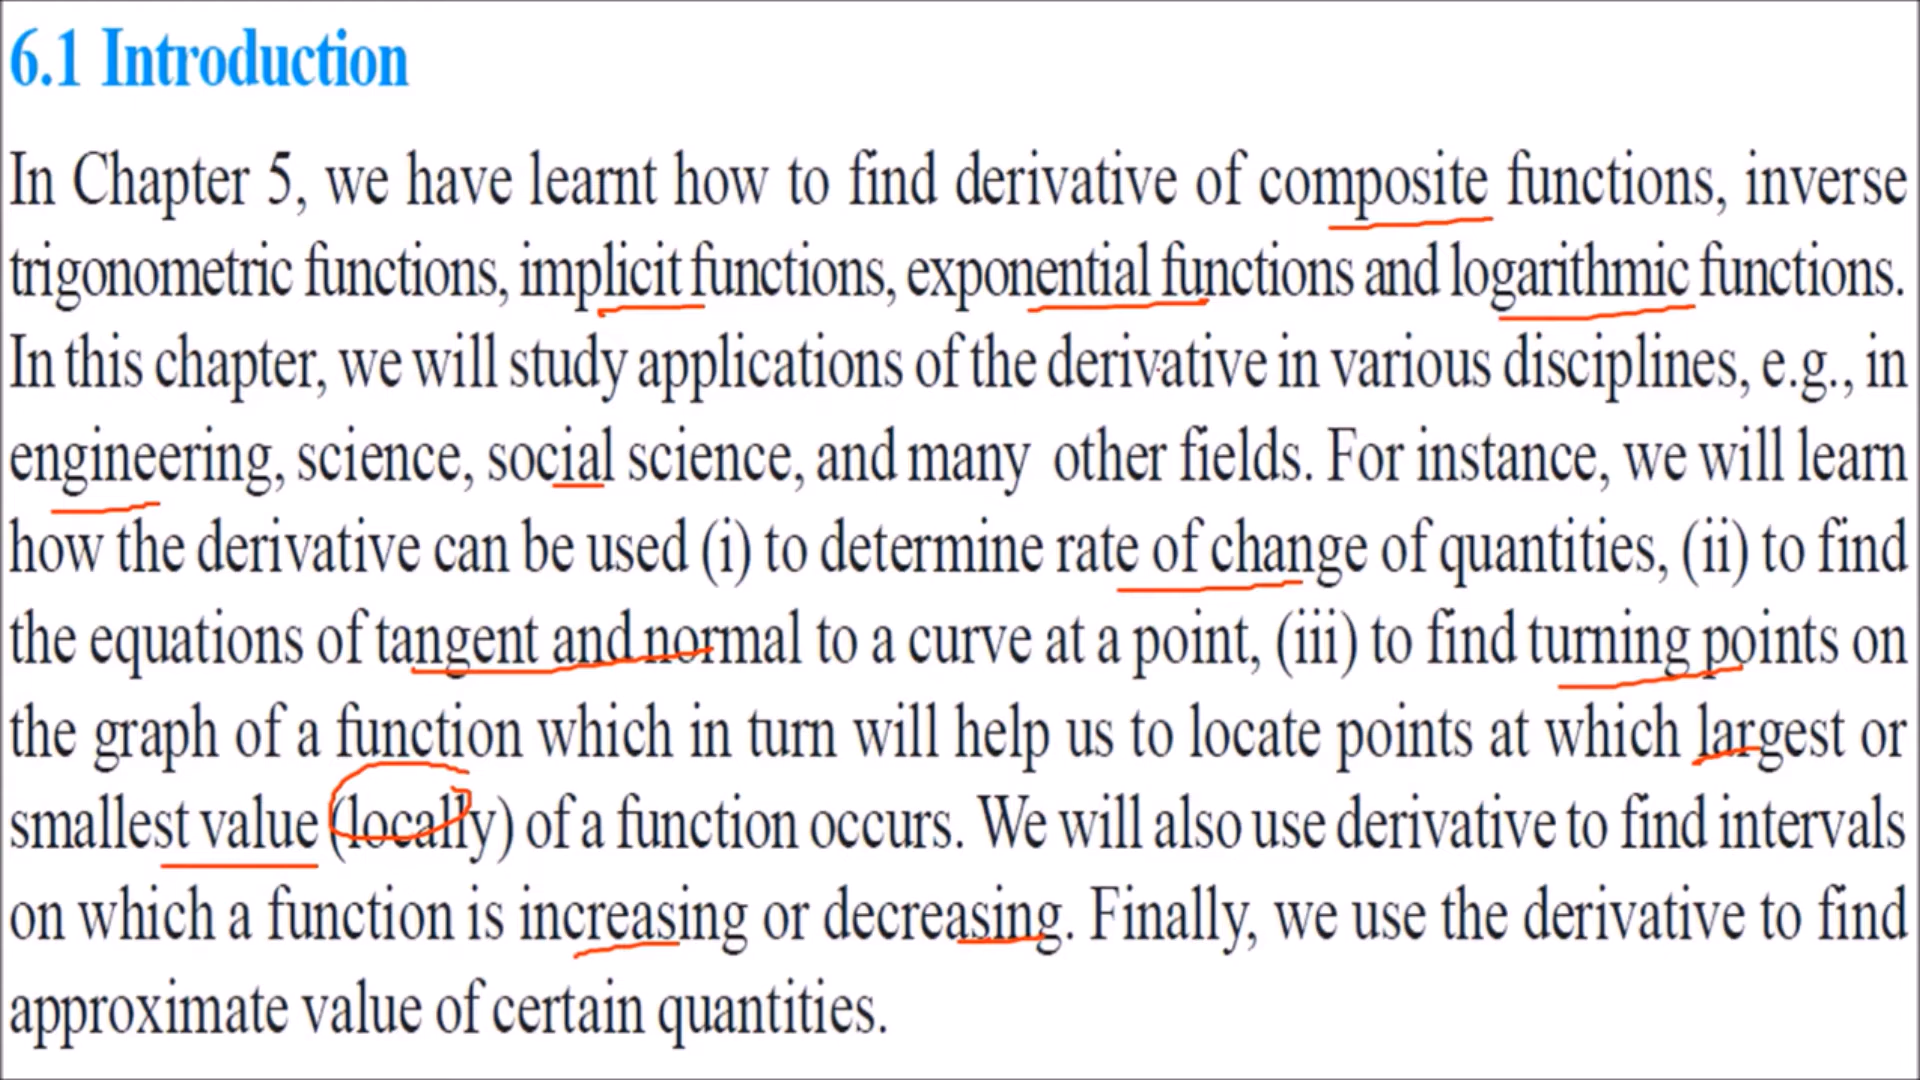 6.1 Introduction
In Chapter 5, we have learnt how to find derivative of composite functions, inverse
trigonometric functions, implicit functions, exponential functions and logarithmic functions.
In this chapter, we will study applications of the derivative in various disciplines, e.g., in
engineering, science, social science, and many other fields. For instance, we will learn
how the derivative can be used (i) to determine rate of change of quantities, (ii) to find
the equations of tangent and normal to a curve at a point, (iii) to find turning points on
the graph of a function which in turn will help us to locate points at which largest or
smallest value (locally) of a function occurs. We will also use derivative to find intervals
on which a function is increasing or decreasing. Finally, we use the derivative to find
approximate value of certain quantities.